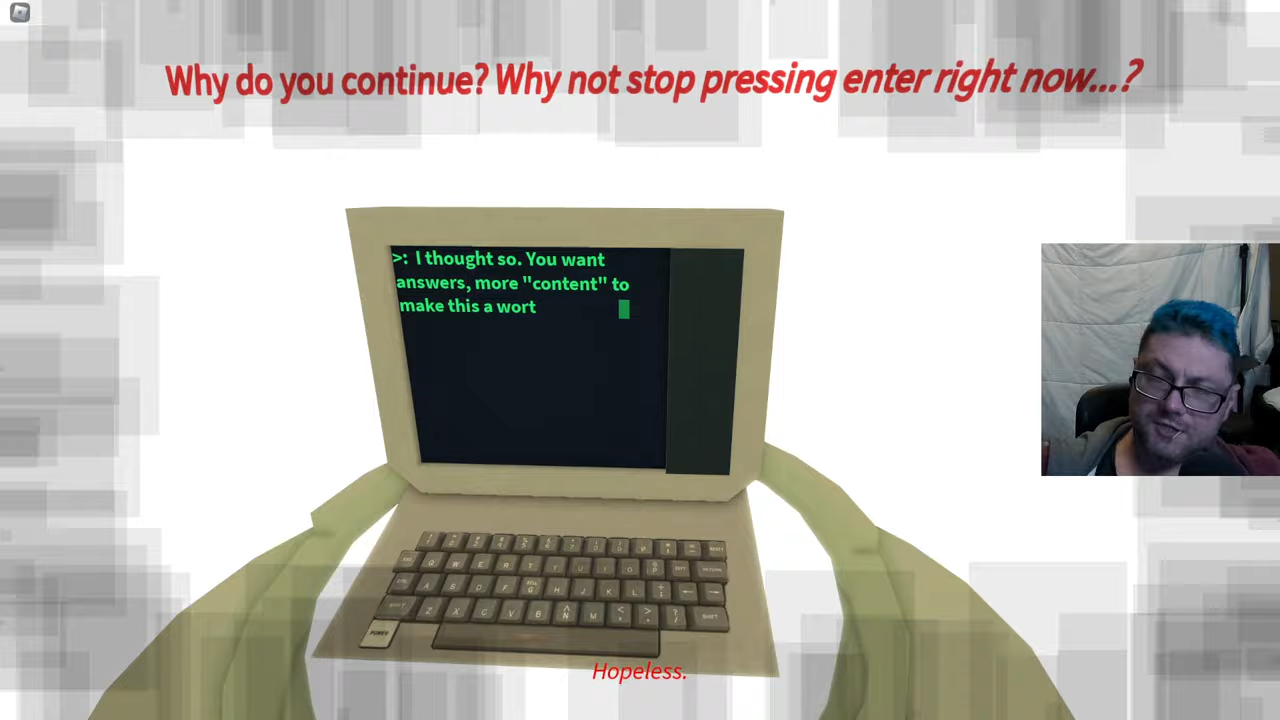 Why do you continue? Why not stop pressing enter right now...?
>: I thought so. You want
answers, more "content" to
make this a wort
Q W E R T Y U I O P
A S D F G H J K L
Z X C V B N M
POWER
Hopeless.